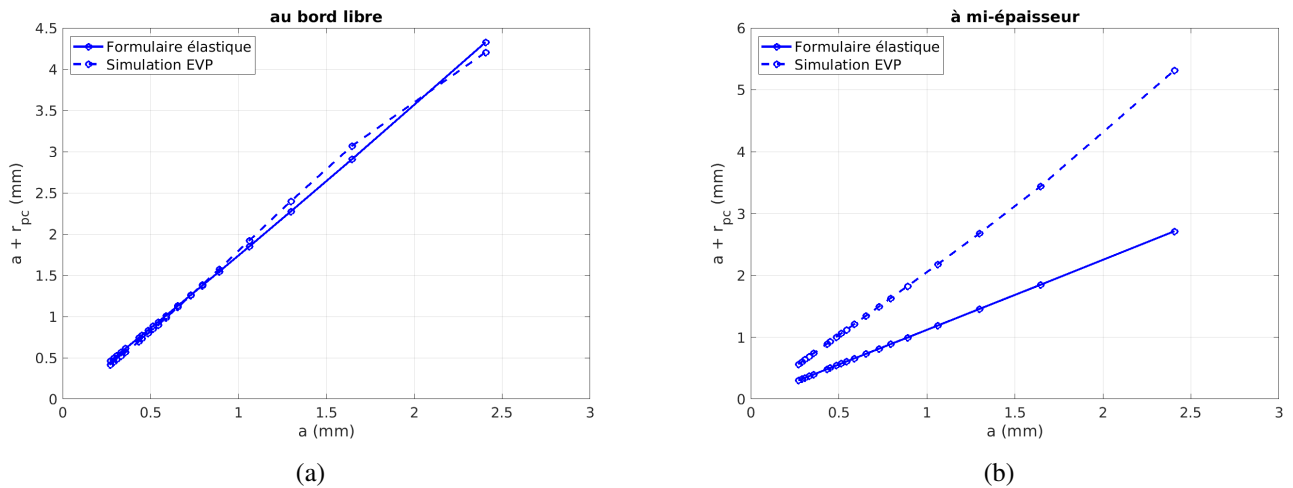 au bord libre
Formulaire élastique
Simulation EVP
4.5
4
3.5
3
2.5
2
1.5
1
0.5
0
a + r_pc (mm)
0 0.5 1 1.5 2 2.5 3
a (mm)
(a)
à mi-épaisseur
Formulaire élastique
Simulation EVP
6
5
4
3
2
1
0
a + r_pc (mm)
0 0.5 1 1.5 2 2.5 3
a (mm)
(b)